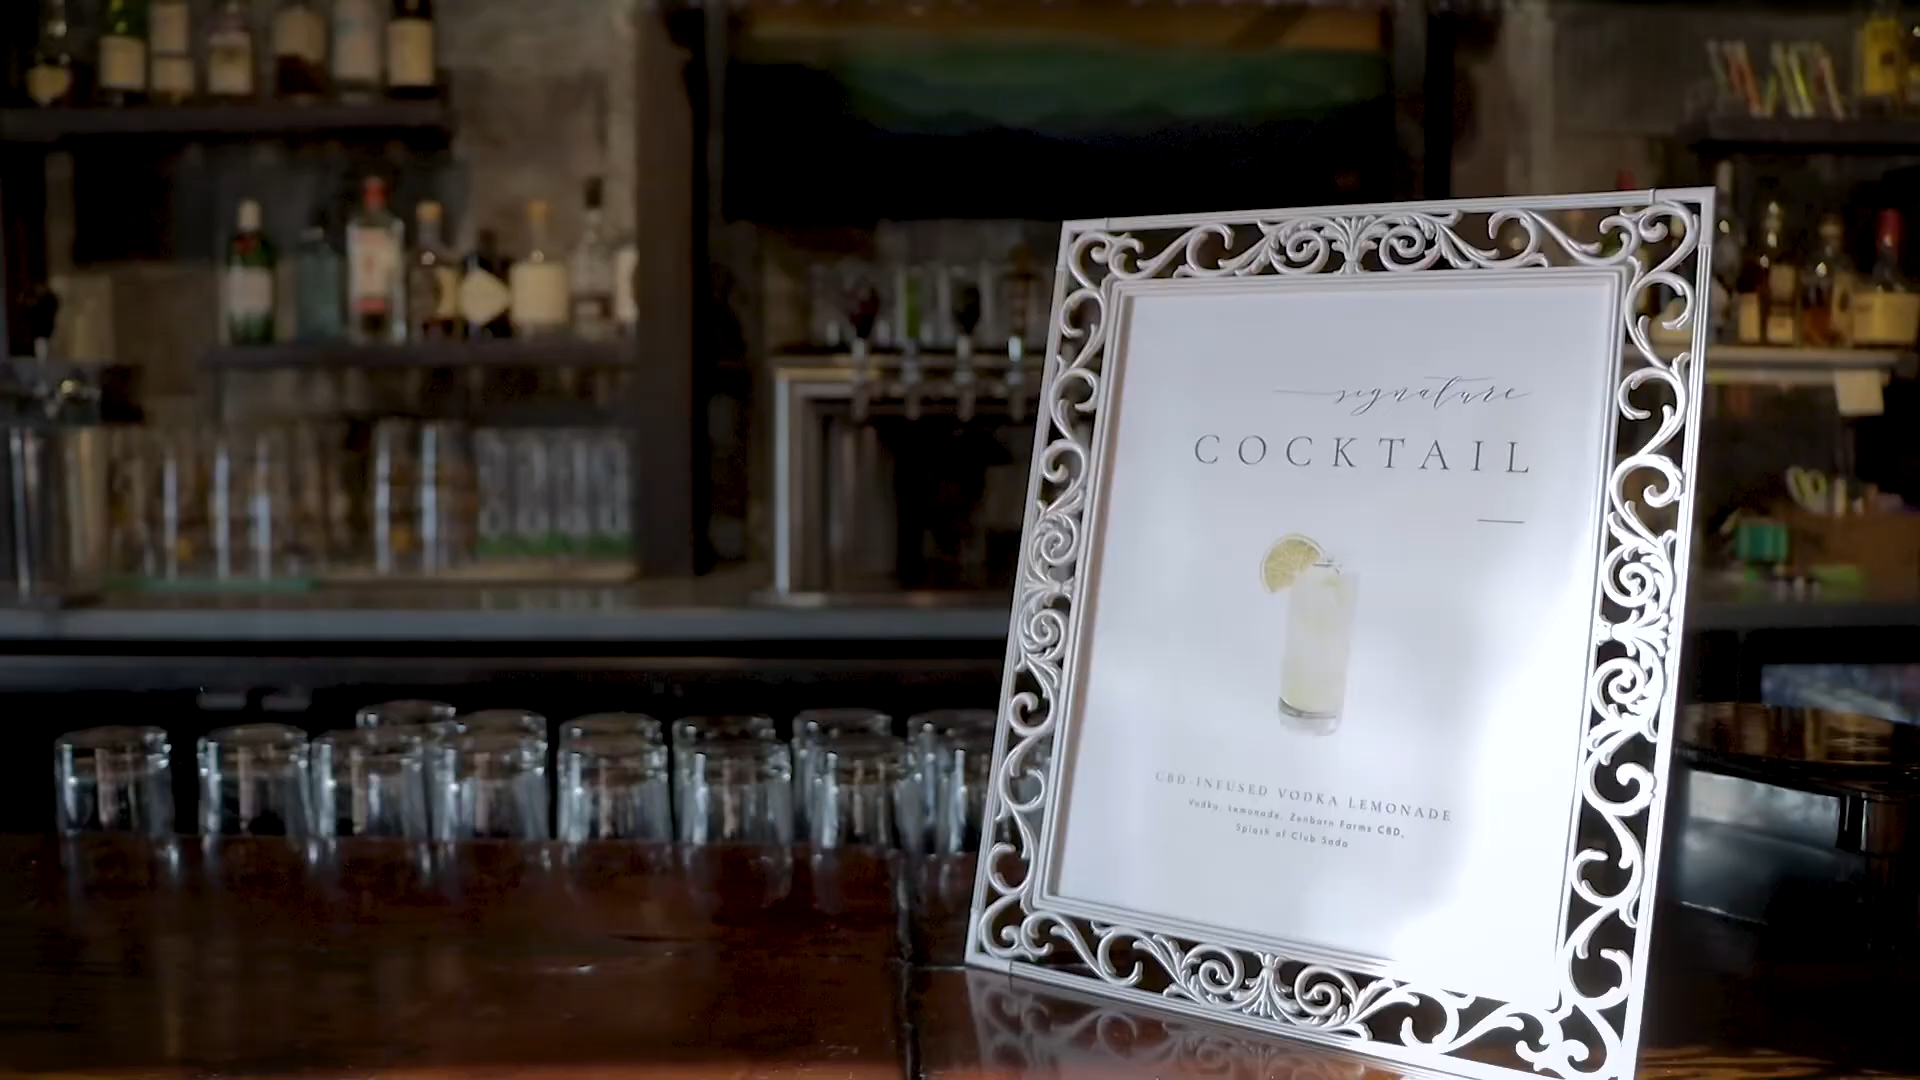 signature
COCKTAIL
CBD-INFUSED VODKA LEMONADE
Vodka, Lemonade, Zenbarn Farms CBD,
Splash of Club Soda